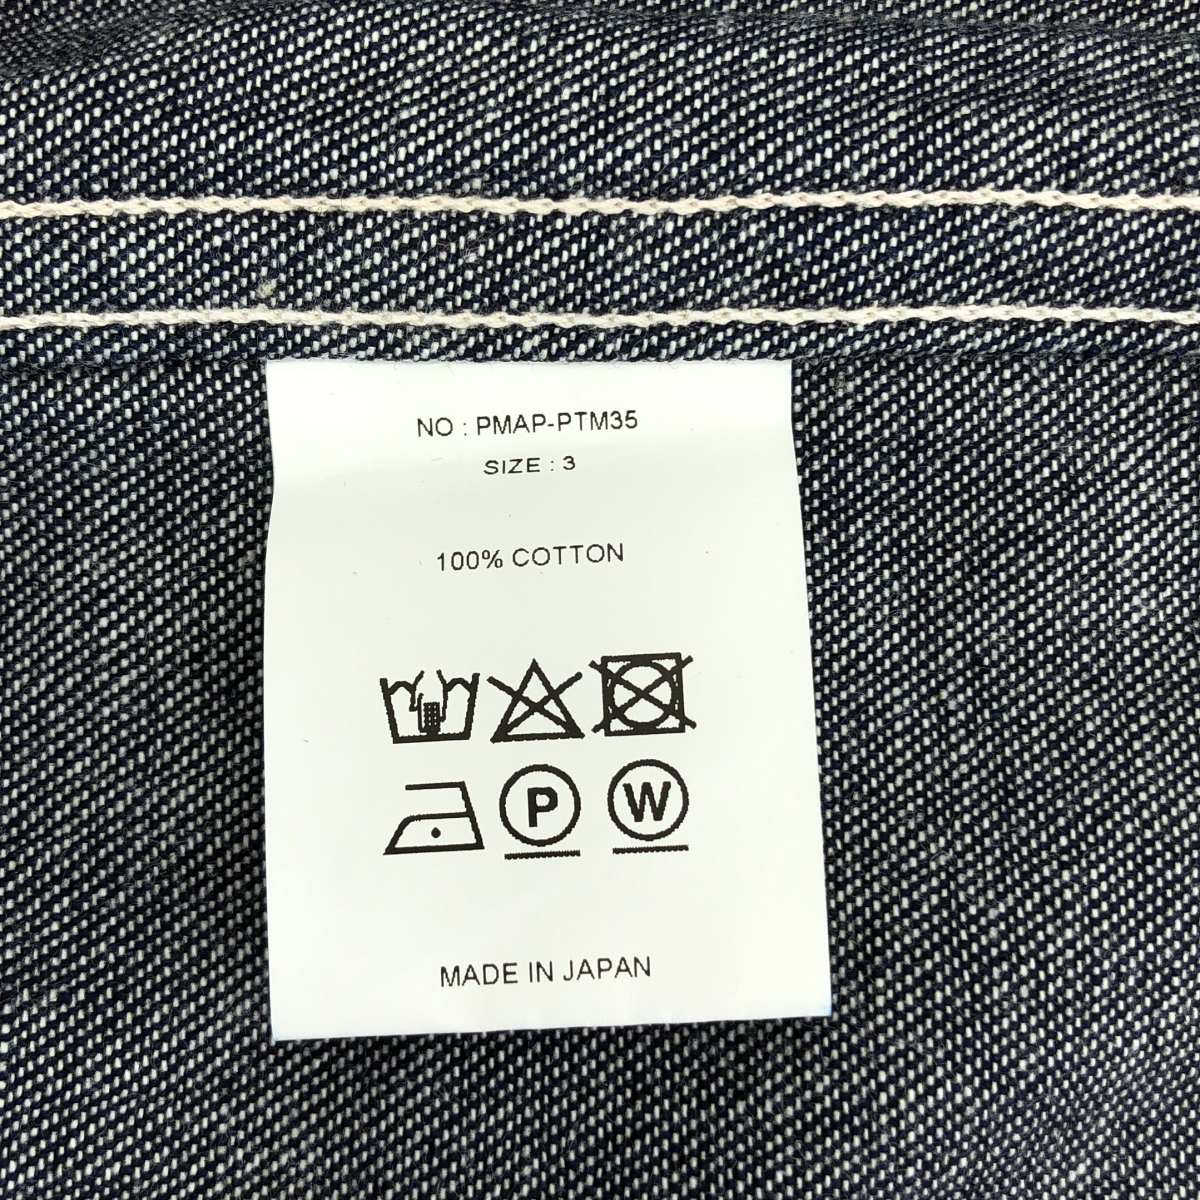 NO : PMAP-PTM35
SIZE : 3
100% COTTON
P W
MADE IN JAPAN